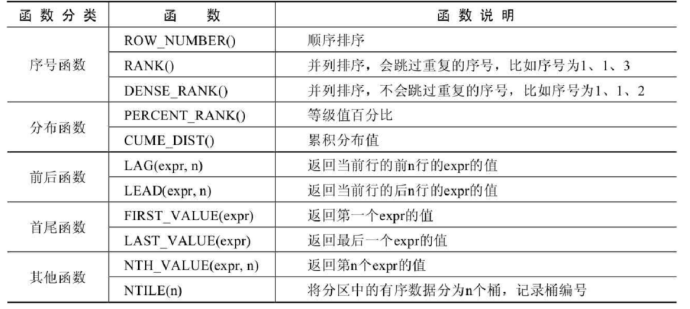 函数分类 函数 函数说明
序号函数 ROW_NUMBER() 顺序排序
RANK() 并列排序，会跳过重复的序号，比如序号为1、1、3
DENSE_RANK() 并列排序，不会跳过重复的序号，比如序号为1、1、2
分布函数 PERCENT_RANK() 等级值百分比
CUME_DIST() 累积分布值
前后函数 LAG(expr, n) 返回当前行的前n行的expr的值
LEAD(expr, n) 返回当前行的后n行的expr的值
首尾函数 FIRST_VALUE(expr) 返回第一个expr的值
LAST_VALUE(expr) 返回最后一个expr的值
其他函数 NTH_VALUE(expr, n) 返回第n个expr的值
NTILE(n) 将分区中的有序数据分为n个桶，记录桶编号